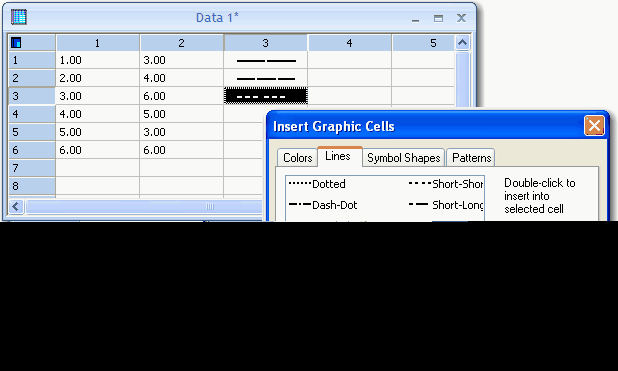 Data 1*
1 2 3 4 5
1 1.00 3.00
2 2.00 4.00
3 3.00 6.00
4 4.00 5.00
5 5.00 3.00
6 6.00 6.00
7
8
Insert Graphic Cells
Colors Lines Symbol Shapes Patterns
Dotted Short-Shor
Dash-Dot Short-Long
Double-click to
insert into
selected cell